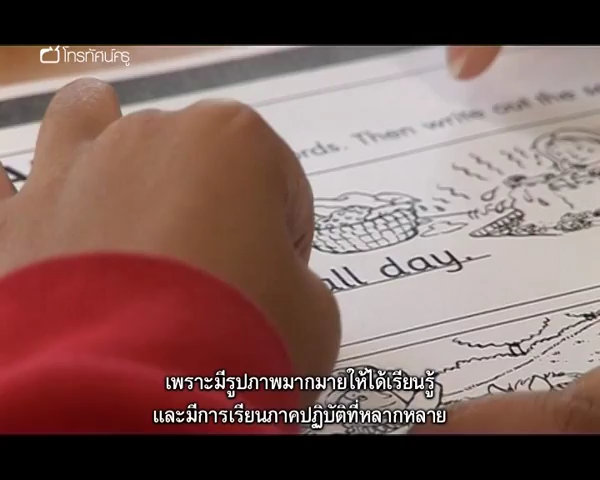 โทรทัศน์ครู
words. Then write out the se
all day.
เพราะมีรูปภาพมากมายให้ได้เรียนรู้
และมีการเรียนภาคปฏิบัติที่หลากหลาย